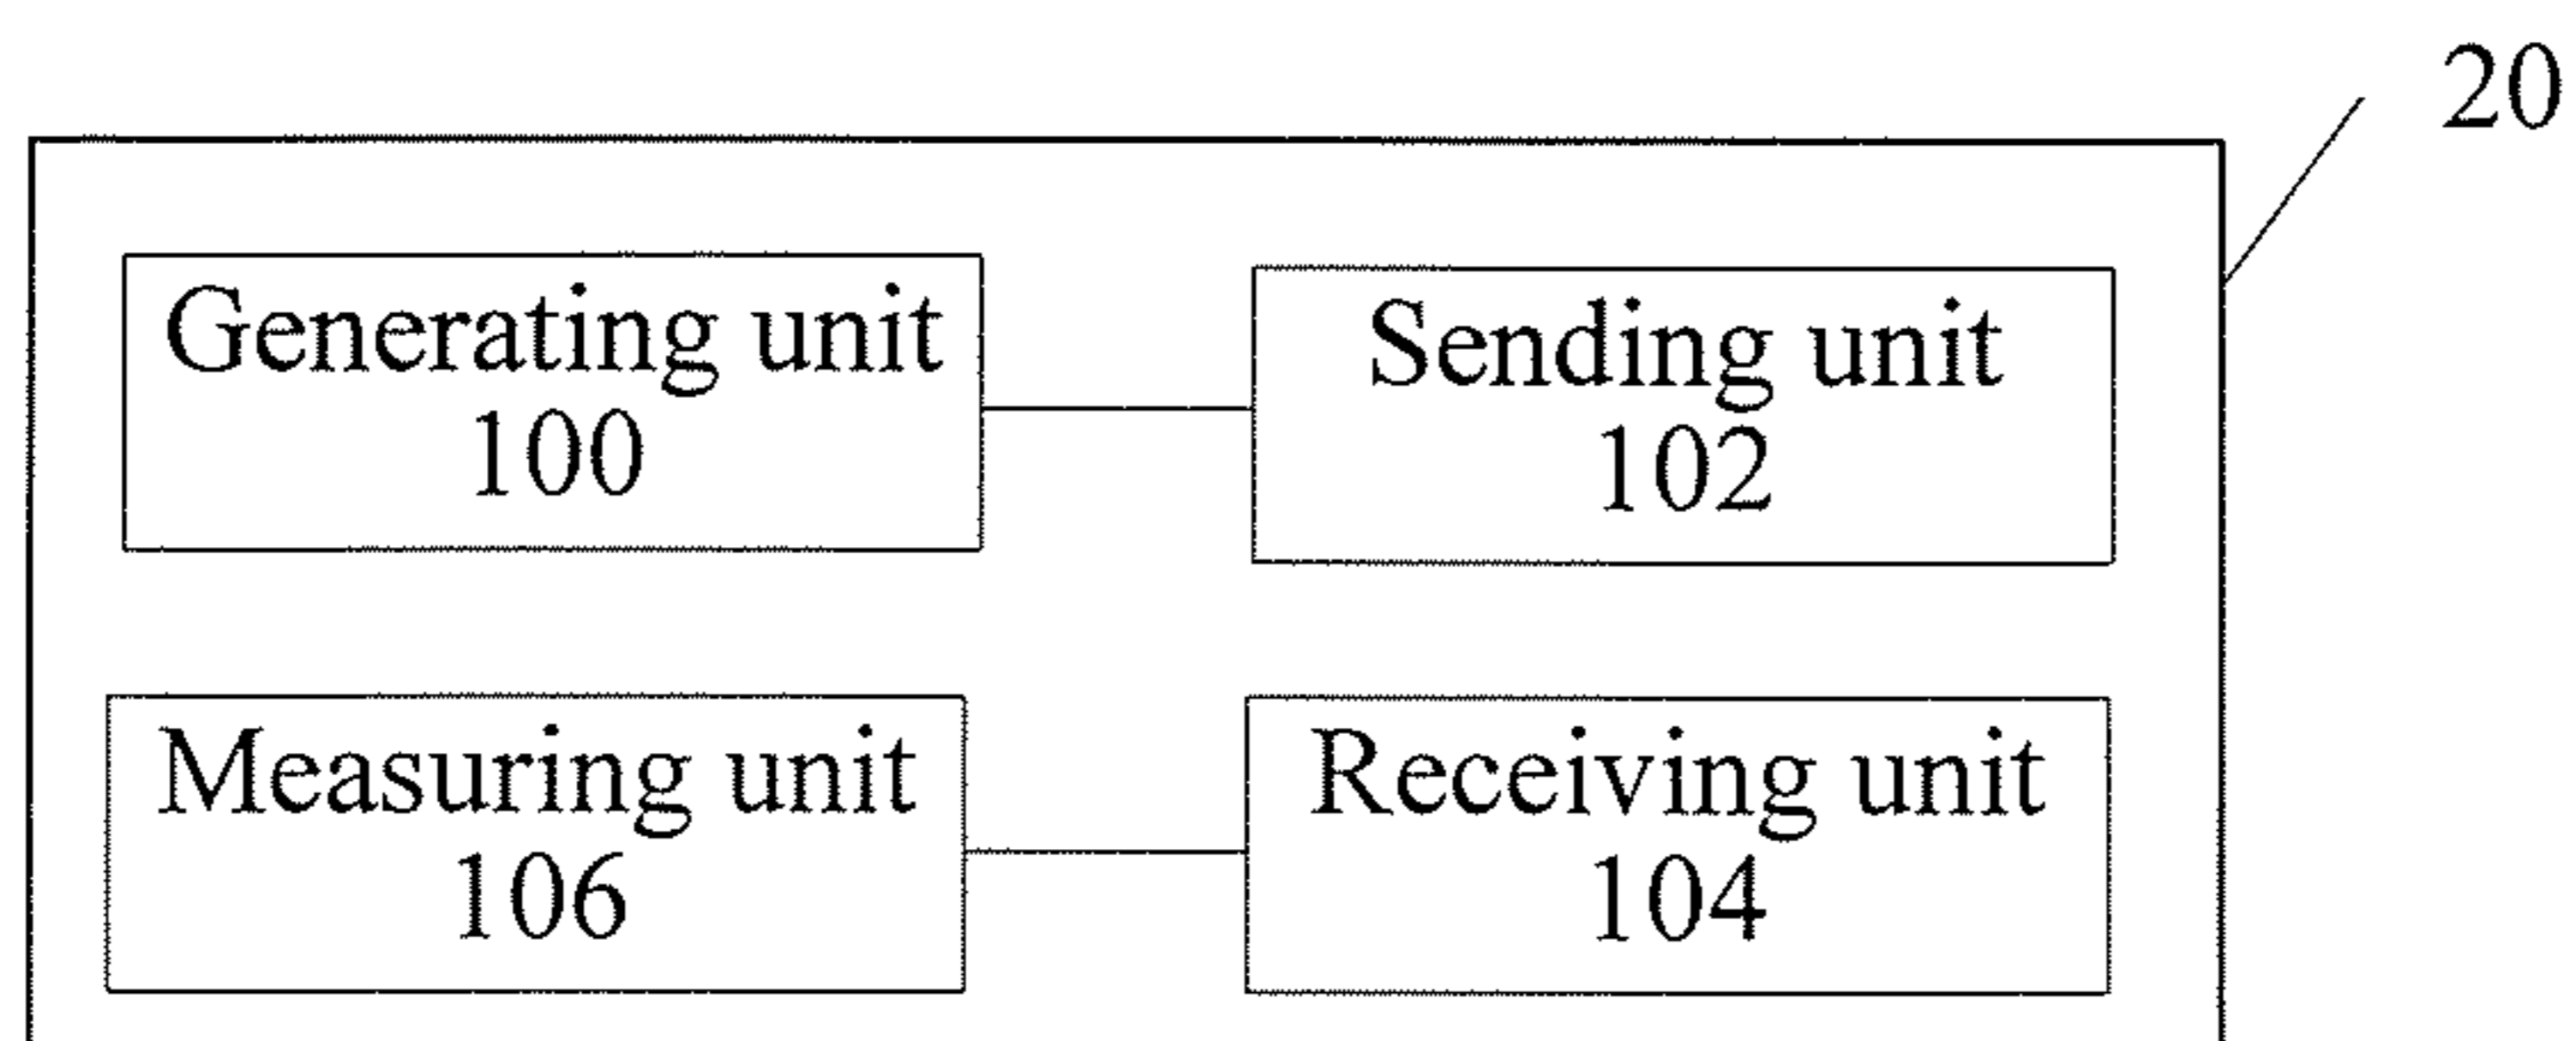 20
Generating unit
100
Sending unit
102
Measuring unit
106
Receiving unit
104